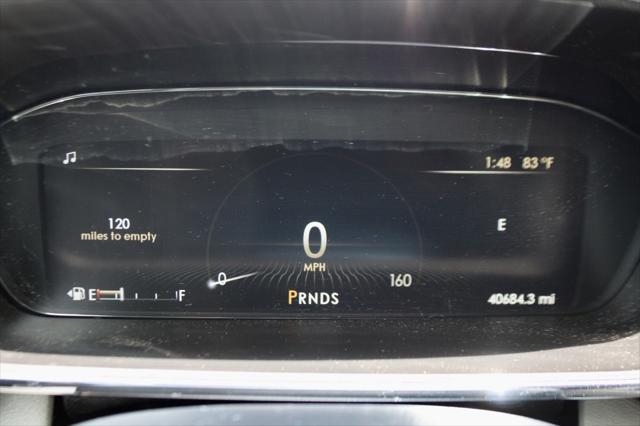 1:48 83°F
120
miles to empty
0
MPH
E
0
160
E F
PRNDS
40684.3 mi